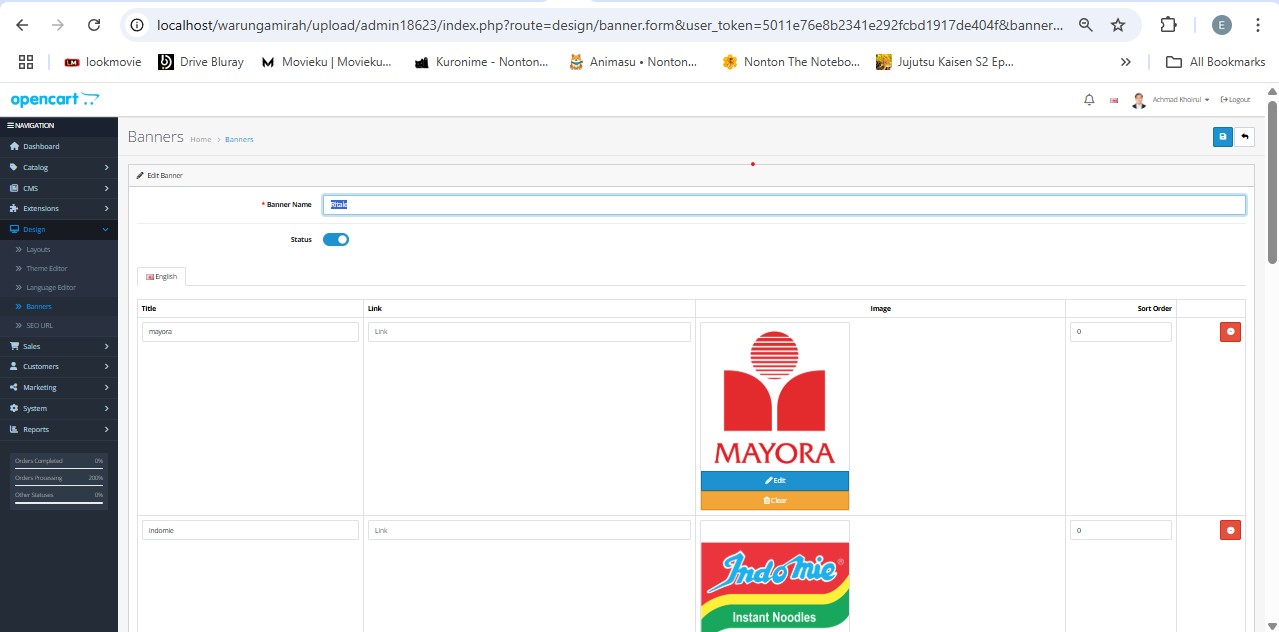 localhost/warungamirah/upload/admin18623/index.php?route=design/banner.form&user_token=5011e76e8b2341e292fcbd1917de404f&banner...
E
lookmovie
Drive Bluray
Movieku | Movieku...
Kuronime - Nonton...
Animasu • Nonton...
Nonton The Notebo...
Jujutsu Kaisen S2 Ep...
All Bookmarks
opencart
Achmad Khoirul
Logout
NAVIGATION
Dashboard
Catalog
CMS
Extensions
Design
Layouts
Theme Editor
Language Editor
Banners
SEO URL
Sales
Customers
Marketing
System
Reports
Orders Completed 0%
Orders Processing 200%
Other Statuses 0%
Banners Home > Banners
Edit Banner
* Banner Name
Status
English
Title Link Image Sort Order
mayora Link 0
MAYORA
Edit
Clear
indomie Link 0
Indomie
Instant Noodles